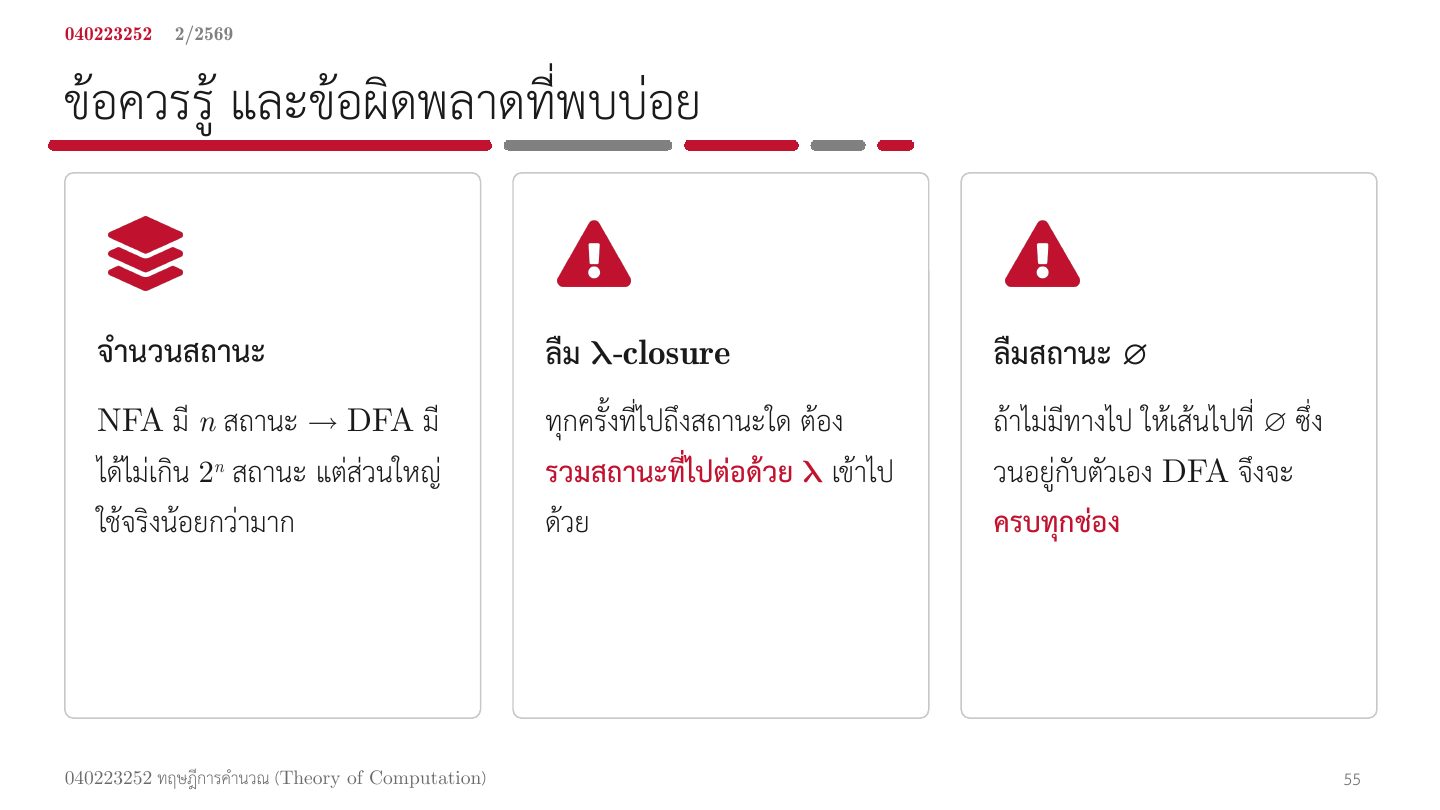 040223252 2/2569
ข้อควรรู้ และข้อผิดพลาดที่พบบ่อย
จำนวนสถานะ
NFA มี n สถานะ → DFA มี
ได้ไม่เกิน 2ⁿ สถานะ แต่ส่วนใหญ่
ใช้จริงน้อยกว่ามาก
ลืม λ-closure
ทุกครั้งที่ไปถึงสถานะใด ต้อง
รวมสถานะที่ไปต่อด้วย λ เข้าไป
ด้วย
ลืมสถานะ ∅
ถ้าไม่มีทางไป ให้เส้นไปที่ ∅ ซึ่ง
วนอยู่กับตัวเอง DFA จึงจะ
ครบทุกช่อง
040223252 ทฤษฎีการคำนวณ (Theory of Computation)
55